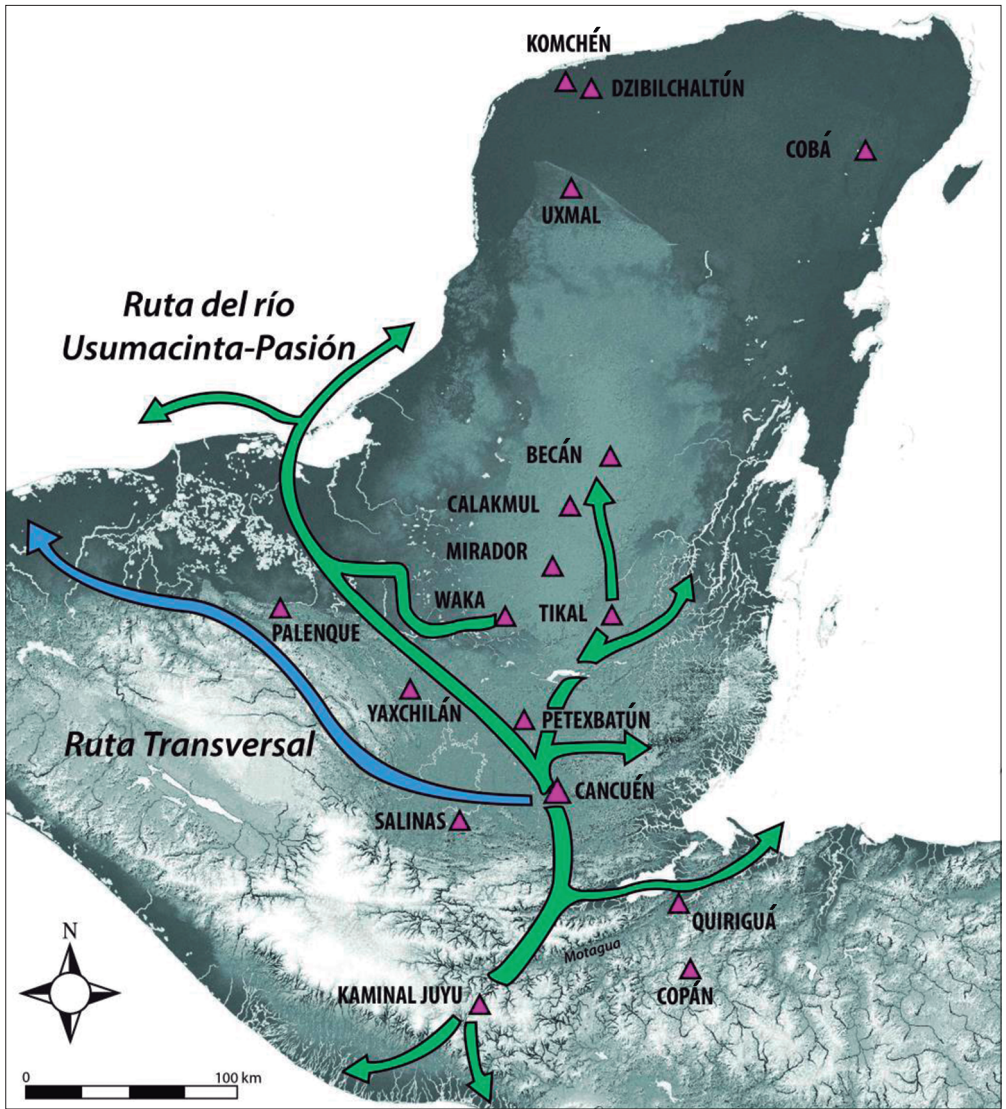 KOMCHÉN
DZIBILCHALTÚN
COBÁ
UXMAL
Ruta del río
Usumacinta-Pasión
BECÁN
CALAKMUL
MIRADOR
WAKA
TIKAL
PALENQUE
YAXCHILÁN
PETEXBATÚN
Ruta Transversal
CANCUÉN
SALINAS
QUIRIGUÁ
Motagua
N
COPÁN
KAMINAL JUYU
0 100 km